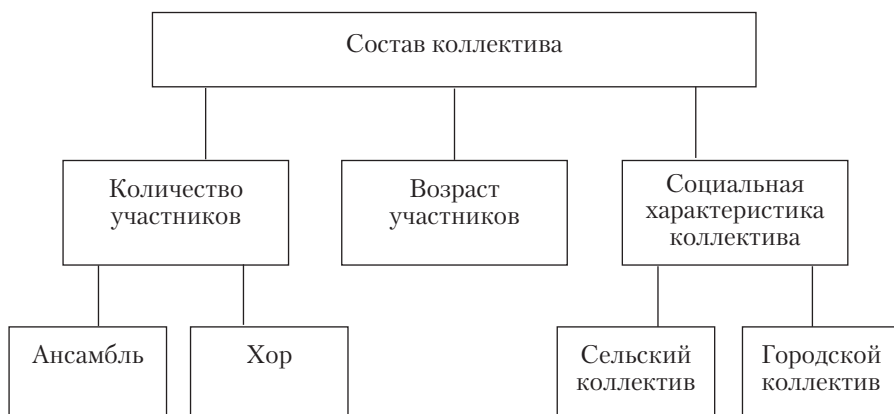 Состав коллектива
Количество
участников
Возраст
участников
Социальная
характеристика
коллектива
Ансамбль
Хор
Сельский
коллектив
Городской
коллектив